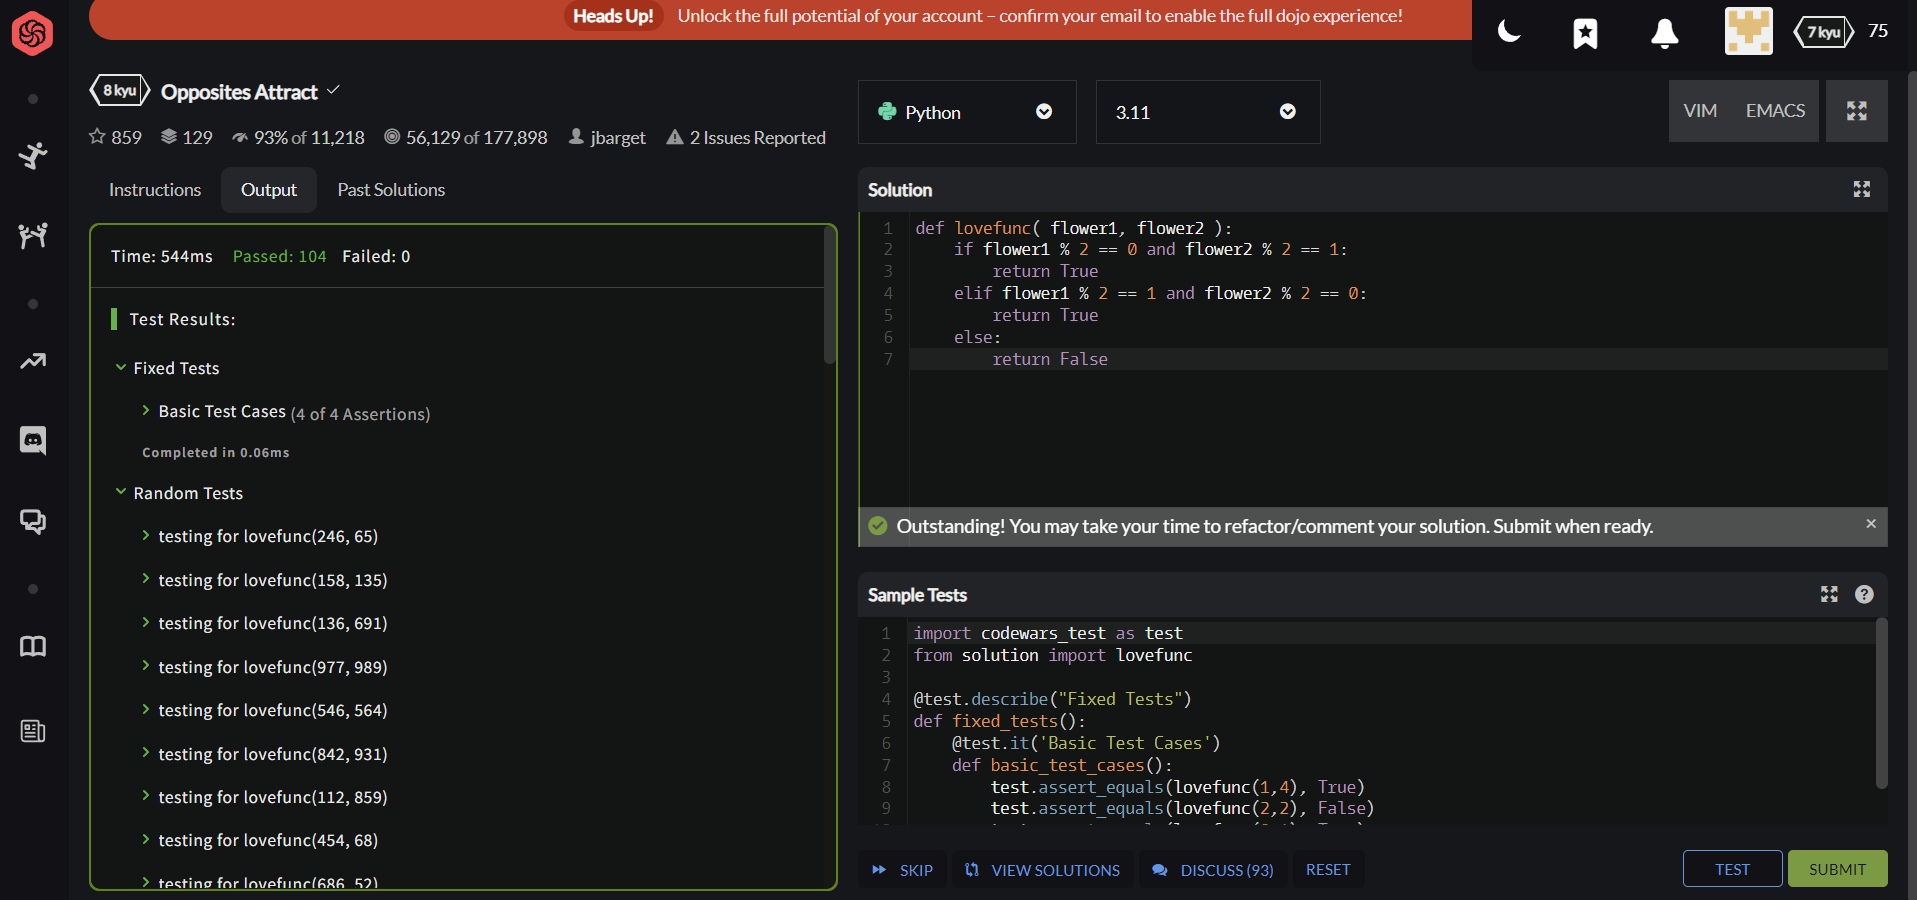 Heads Up! Unlock the full potential of your account – confirm your email to enable the full dojo experience!
7 kyu 75
8 kyu Opposites Attract
859 129 93% of 11,218 56,129 of 177,898 jbarget 2 Issues Reported
Instructions Output Past Solutions
Time: 544ms Passed: 104 Failed: 0
Test Results:
Fixed Tests
Basic Test Cases (4 of 4 Assertions)
Completed in 0.06ms
Random Tests
testing for lovefunc(246, 65)
testing for lovefunc(158, 135)
testing for lovefunc(136, 691)
testing for lovefunc(977, 989)
testing for lovefunc(546, 564)
testing for lovefunc(842, 931)
testing for lovefunc(112, 859)
testing for lovefunc(454, 68)
testing for lovefunc(686, 52)
Python 3.11 VIM EMACS
Solution
1 def lovefunc( flower1, flower2 ):
2 if flower1 % 2 == 0 and flower2 % 2 == 1:
3 return True
4 elif flower1 % 2 == 1 and flower2 % 2 == 0:
5 return True
6 else:
7 return False
Outstanding! You may take your time to refactor/comment your solution. Submit when ready.
Sample Tests
1 import codewars_test as test
2 from solution import lovefunc
3
4 @test.describe("Fixed Tests")
5 def fixed_tests():
6 @test.it('Basic Test Cases')
7 def basic_test_cases():
8 test.assert_equals(lovefunc(1,4), True)
9 test.assert_equals(lovefunc(2,2), False)
SKIP VIEW SOLUTIONS DISCUSS (93) RESET TEST SUBMIT